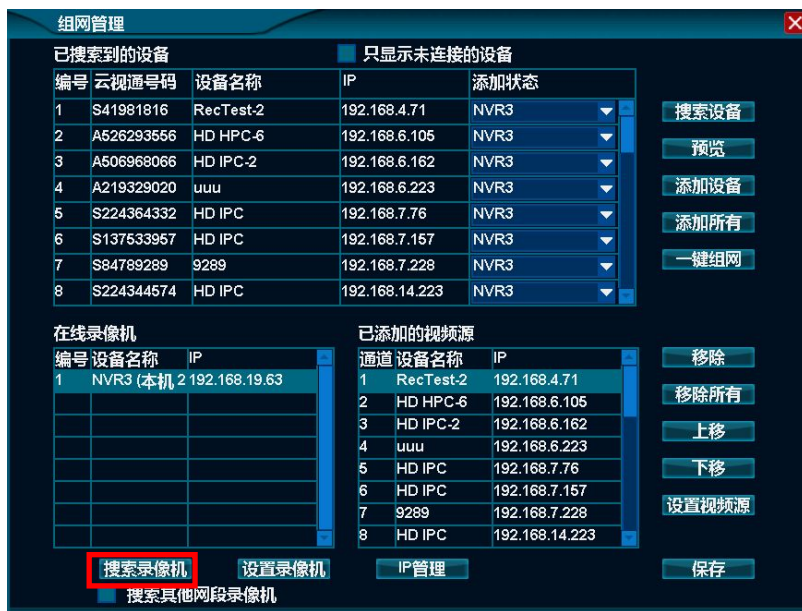 组网管理
已搜索到的设备 只显示未连接的设备
编号 云视通号码 设备名称 IP 添加状态
1 S41981816 RecTest-2 192.168.4.71 NVR3
2 A526293556 HD HPC-6 192.168.6.105 NVR3
3 A506968066 HD IPC-2 192.168.6.162 NVR3
4 A219329020 uuu 192.168.6.223 NVR3
5 S224364332 HD IPC 192.168.7.76 NVR3
6 S137533957 HD IPC 192.168.7.157 NVR3
7 S84789289 9289 192.168.7.228 NVR3
8 S224344574 HD IPC 192.168.14.223 NVR3
搜索设备
预览
添加设备
添加所有
一键组网
在线录像机
编号 设备名称 IP
1 NVR3 (本机 2 192.168.19.63
已添加的视频源
通道 设备名称 IP
1 RecTest-2 192.168.4.71
2 HD HPC-6 192.168.6.105
3 HD IPC-2 192.168.6.162
4 uuu 192.168.6.223
5 HD IPC 192.168.7.76
6 HD IPC 192.168.7.157
7 9289 192.168.7.228
8 HD IPC 192.168.14.223
移除
移除所有
上移
下移
设置视频源
搜索录像机 设置录像机 IP管理 保存
搜索其他网段录像机